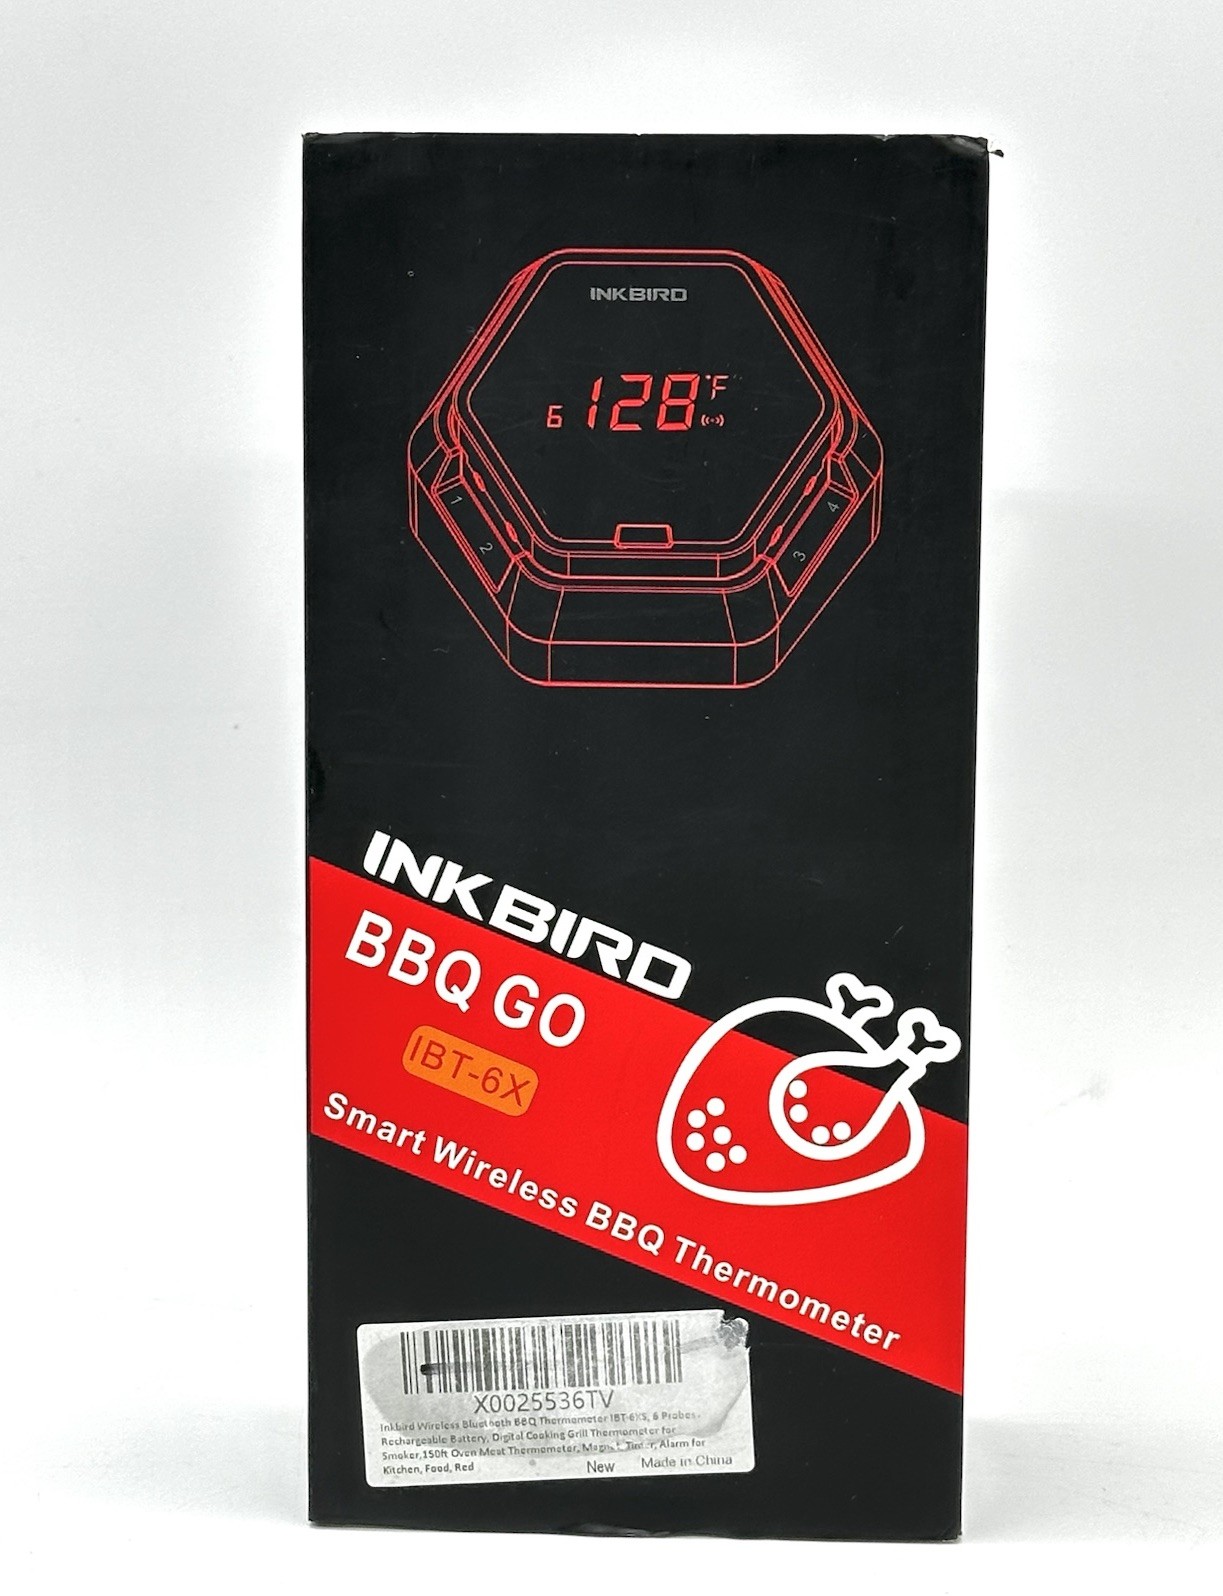 INKBIRD
6 128 °F
1
4
2
3
INKBIRD
BBQ GO
IBT-6X
Smart Wireless BBQ Thermometer
X0025536TV
Inkbird Wireless Bluetooth BBQ Thermometer IBT-6XS, 6 Probes,
Rechargeable Battery, Digital Cooking Grill Thermometer for
Smoker,150ft Oven Meat Thermometer, Magnet, Timer, Alarm for
Kitchen, Food, Red
New Made in China